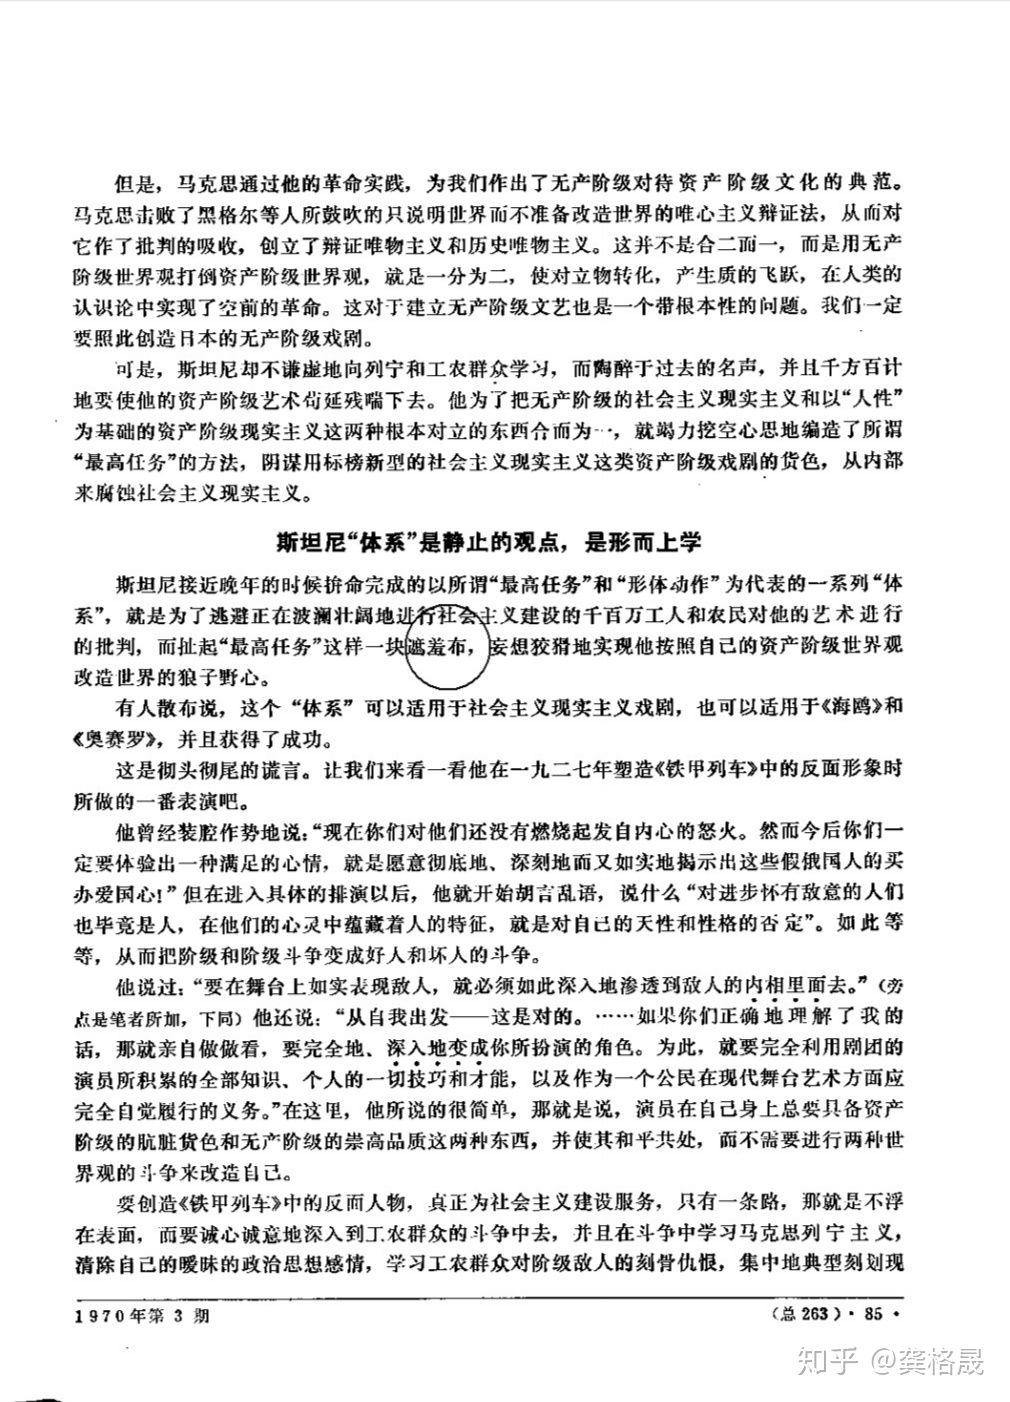 但是，马克思通过他的革命实践，为我们作出了无产阶级对待资产阶级文化的典范。
马克思击败了黑格尔等人所鼓吹的只说明世界而不准备改造世界的唯心主义辩证法，从而对
它作了批判的吸收，创立了辩证唯物主义和历史唯物主义。这并不是合二而一，而是用无产
阶级世界观打倒资产阶级世界观，就是一分为二，使对立物转化，产生质的飞跃，在人类的
认识论中实现了空前的革命。这对于建立无产阶级文艺也是一个带根本性的问题。我们一定
要照此创造日本的无产阶级戏剧。
可是，斯坦尼却不谦虚地向列宁和工农群众学习，而陶醉于过去的名声，并且千方百计
地要使他的资产阶级艺术苟延残喘下去。他为了把无产阶级的社会主义现实主义和以“人性”
为基础的资产阶级现实主义这两种根本对立的东西合而为一，就竭力挖空心思地编造了所谓
“最高任务”的方法，阴谋用标榜新型的社会主义现实主义这类资产阶级戏剧的货色，从内部
来腐蚀社会主义现实主义。
斯坦尼“体系”是静止的观点，是形而上学
斯坦尼接近晚年的时候拚命完成的以所谓“最高任务”和“形体动作”为代表的一系列“体
系”，就是为了逃避正在波澜壮阔地进行社会主义建设的千百万工人和农民对他的艺术进行
的批判，而扯起“最高任务”这样一块遮羞布，妄想狡猾地实现他按照自己的资产阶级世界观
改造世界的狼子野心。
有人散布说，这个“体系”可以适用于社会主义现实主义戏剧，也可以适用于《海鸥》和
《奥赛罗》，并且获得了成功。
这是彻头彻尾的谎言。让我们来看一看他在一九二七年塑造《铁甲列车》中的反面形象时
所做的一番表演吧。
他曾经装腔作势地说：“现在你们对他们还没有燃烧起发自内心的怒火。然而今后你们一
定要体验出一种满足的心情，就是愿意彻底地、深刻地而又如实地揭示出这些假俄国人的买
办爱国心！”但在进入具体的排演以后，他就开始胡言乱语，说什么“对进步怀有敌意的人们
也毕竟是人，在他们的心灵中蕴藏着人的特征，就是对自己的天性和性格的否定”。如此等
等，从而把阶级和阶级斗争变成好人和坏人的斗争。
他说过：“要在舞台上如实表现敌人，就必须如此深入地渗透到敌人的内相里面去。”（旁
点是笔者所加，下同）他还说：“从自我出发——这是对的。……如果你们正确地理解了我的
话，那就亲自做做看，要完全地、深入地变成你所扮演的角色。为此，就要完全利用剧团的
演员所积累的全部知识、个人的一切技巧和才能，以及作为一个公民在现代舞台艺术方面应
完全自觉履行的义务。”在这里，他所说的很简单，那就是说，演员在自己身上总要具备资产
阶级的肮脏货色和无产阶级的崇高品质这两种东西，并使其和平共处，而不需要进行两种世
界观的斗争来改造自己。
要创造《铁甲列车》中的反面人物，真正为社会主义建设服务，只有一条路，那就是不浮
在表面，而要诚心诚意地深入到工农群众的斗争中去，并且在斗争中学习马克思列宁主义，
清除自己的暧昧的政治思想感情，学习工农群众对阶级敌人的刻骨仇恨，集中地典型刻划现
1970年第3期
（总263）·85·
知乎 @龚格晟